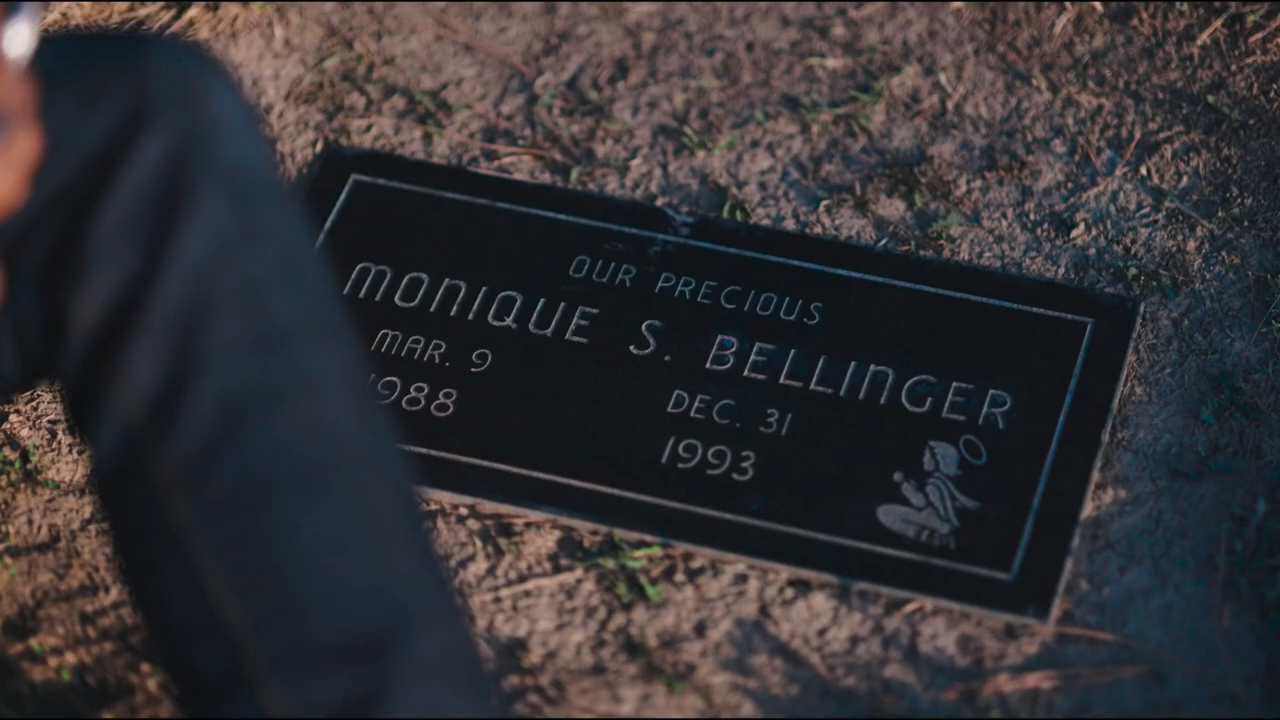 OUR PRECIOUS
MONIQUE S. BELLINGER
MAR. 9
1988
DEC. 31
1993